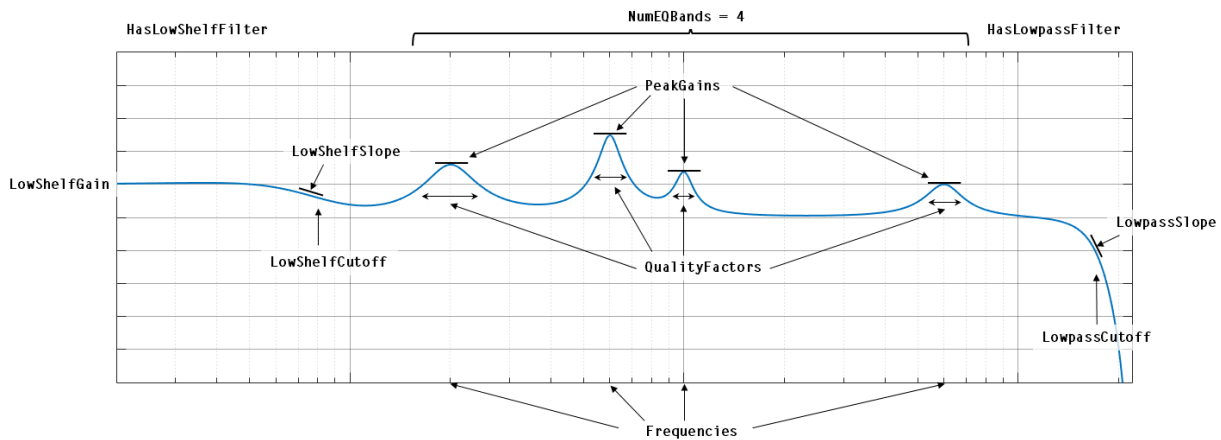 NumEQBands = 4
HasLowShelfFilter
HasLowpassFilter
PeakGains
LowShelfSlope
LowShelfGain
LowpassSlope
LowShelfCutoff
QualityFactors
LowpassCutoff
Frequencies